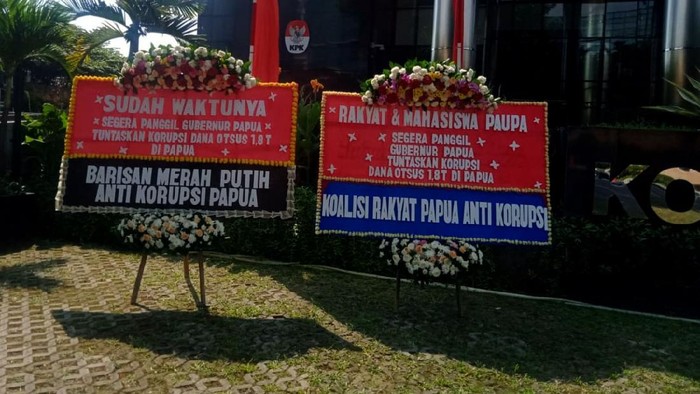 KPK
SUDAH WAKTUNYA
SEGERA PANGGIL GUBERNUR PAPUA
TUNTASKAN KORUPSI DANA OTSUS 1,8T
DI PAPUA
BARISAN MERAH PUTIH
ANTI KORUPSI PAPUA
RAKYAT & MAHASISWA PAUPA
SEGERA PANGGIL
GUBERNUR PAPUA
TUNTASKAN KORUPSI
DANA OTSUS 1,8T DI PAPUA
KOALISI RAKYAT PAPUA ANTI KORUPSI
KO